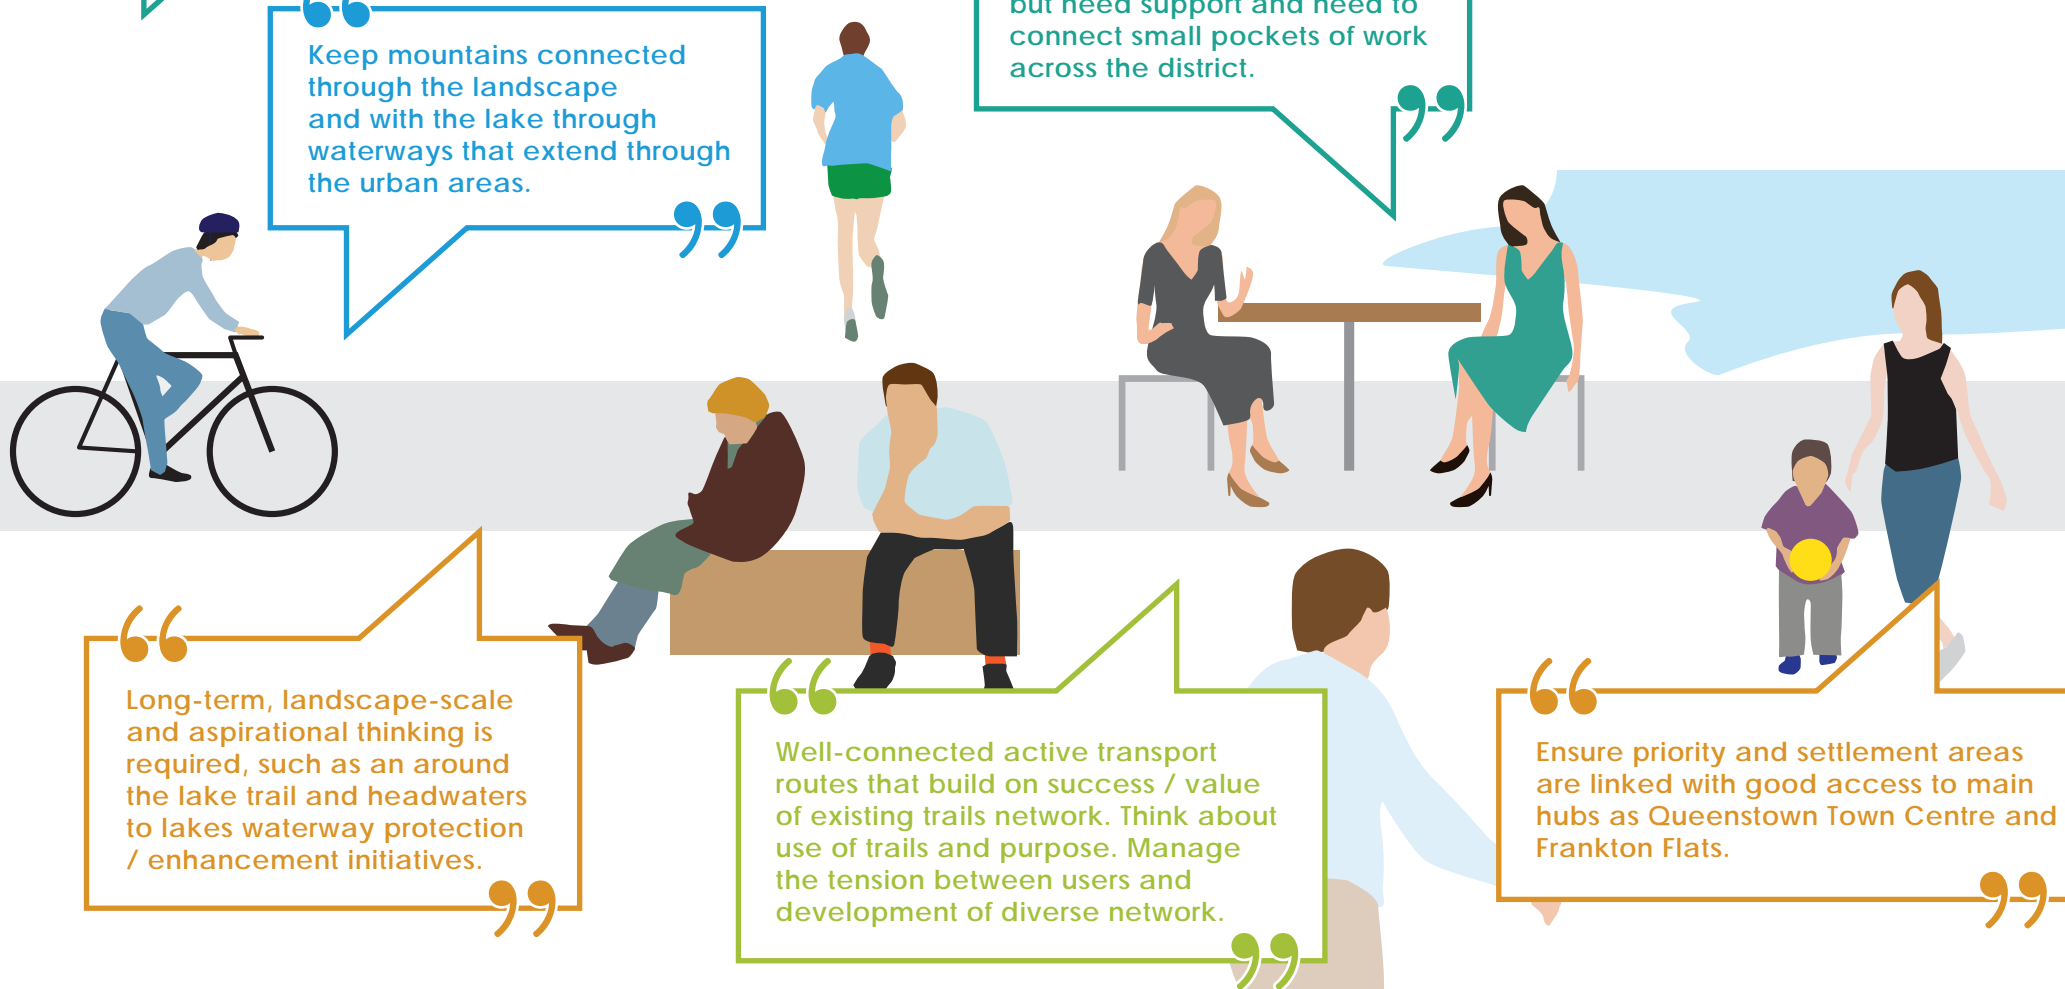 but need support and need to
connect small pockets of work
across the district.
Keep mountains connected
through the landscape
and with the lake through
waterways that extend through
the urban areas.
Long-term, landscape-scale
and aspirational thinking is
required, such as an around
the lake trail and headwaters
to lakes waterway protection
/ enhancement initiatives.
Well-connected active transport
routes that build on success / value
of existing trails network. Think about
use of trails and purpose. Manage
the tension between users and
development of diverse network.
Ensure priority and settlement areas
are linked with good access to main
hubs as Queenstown Town Centre and
Frankton Flats.